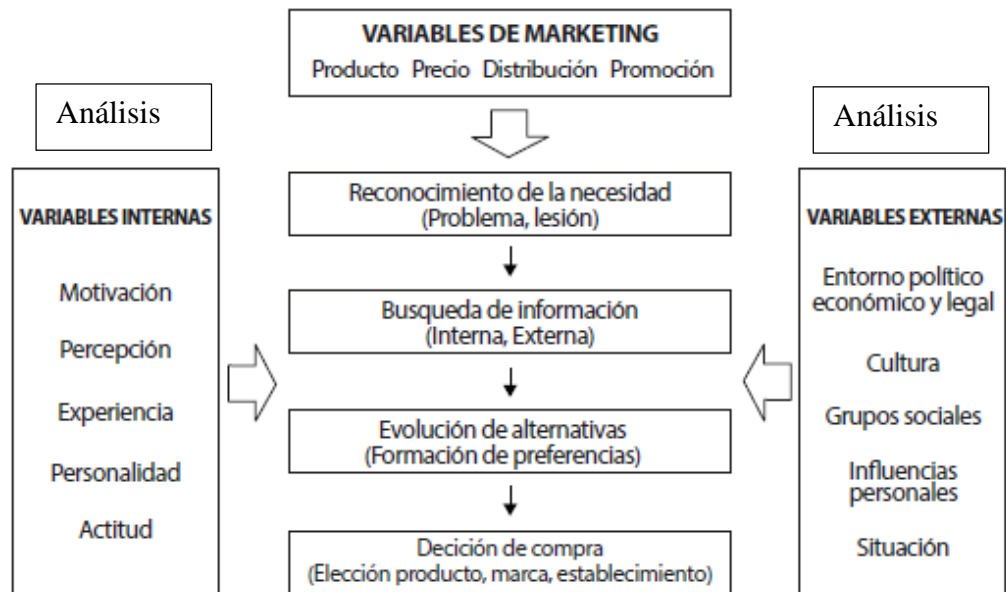 VARIABLES DE MARKETING
Producto Precio Distribución Promoción
Análisis
VARIABLES INTERNAS
Motivación
Percepción
Experiencia
Personalidad
Actitud
Reconocimiento de la necesidad
(Problema, lesión)
Busqueda de información
(Interna, Externa)
Evolución de alternativas
(Formación de preferencias)
Decición de compra
(Elección producto, marca, establecimiento)
Análisis
VARIABLES EXTERNAS
Entorno político
económico y legal
Cultura
Grupos sociales
Influencias
personales
Situación